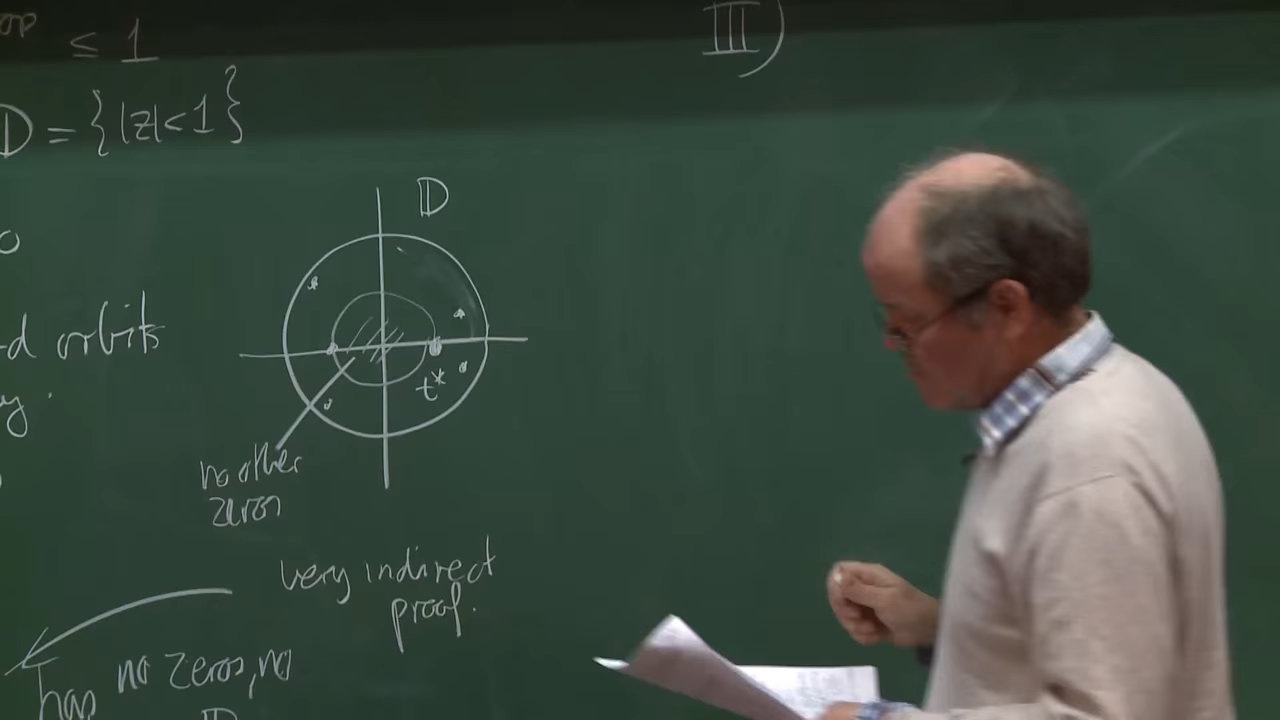 ≤ 1
𝔻 = {|z|<1}
orbits
𝔻
t*
no other
zeros
very indirect
proof.
has no zeros, no
III)